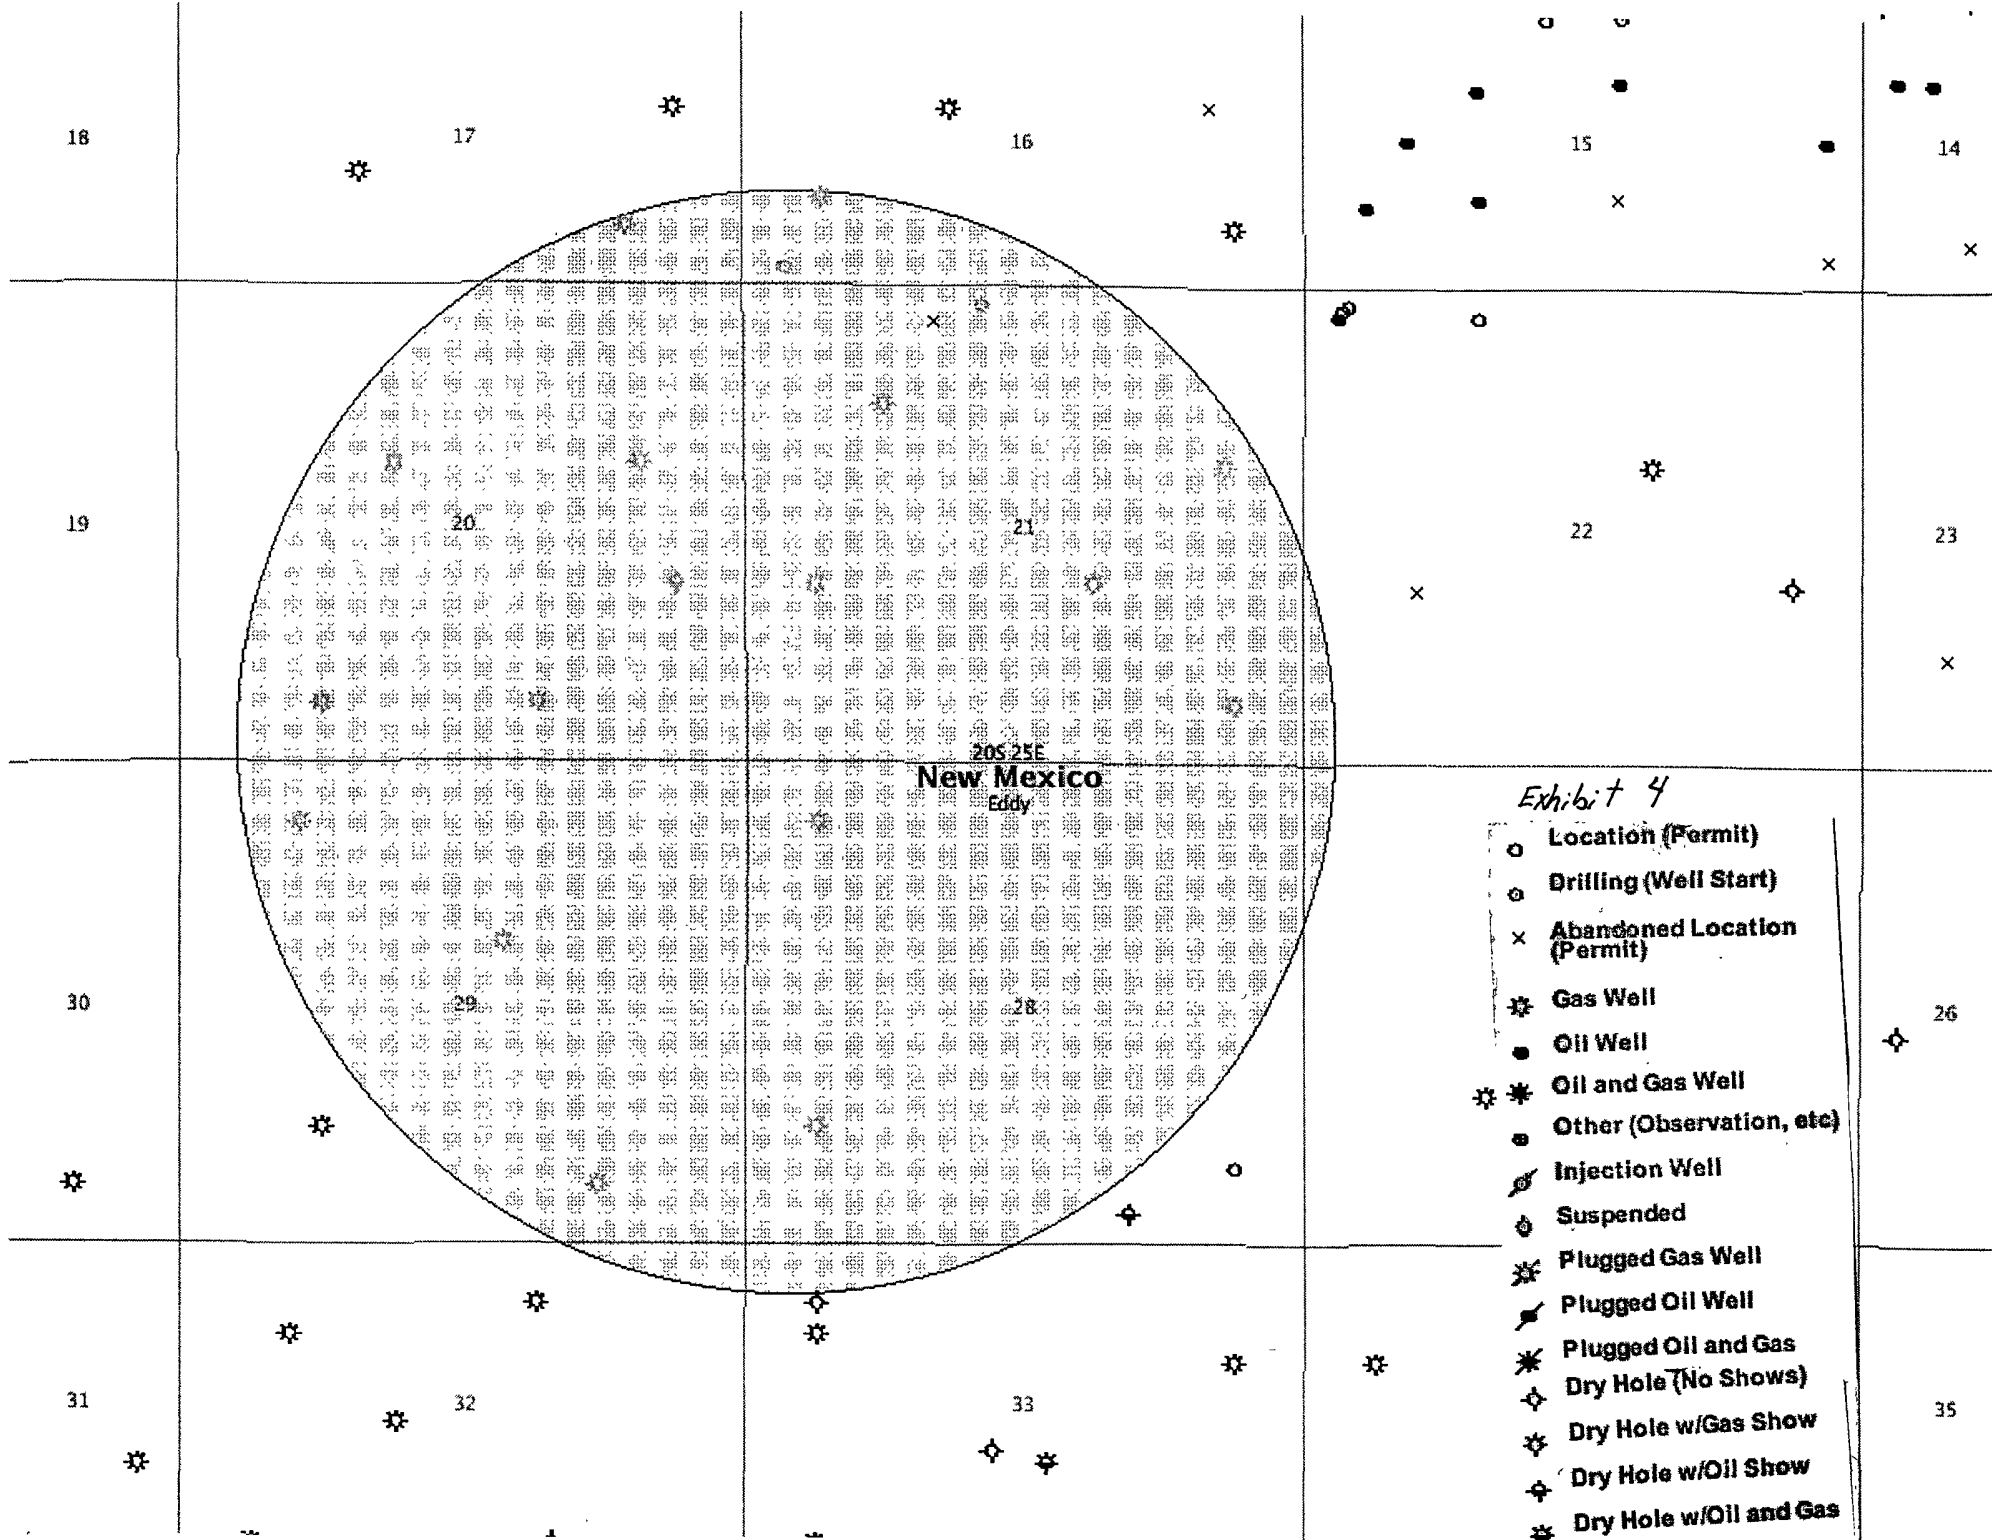 18
17
16
15
14
19
20
21
22
23
20S 25E
New Mexico
Eddy
Exhibit 4
Location (Permit)
Drilling (Well Start)
Abandoned Location
(Permit)
Gas Well
Oil Well
Oil and Gas Well
Other (Observation, etc)
Injection Well
Suspended
Plugged Gas Well
Plugged Oil Well
Plugged Oil and Gas
Dry Hole (No Shows)
Dry Hole w/Gas Show
Dry Hole w/Oil Show
Dry Hole w/Oil and Gas
30
29
28
26
31
32
33
35